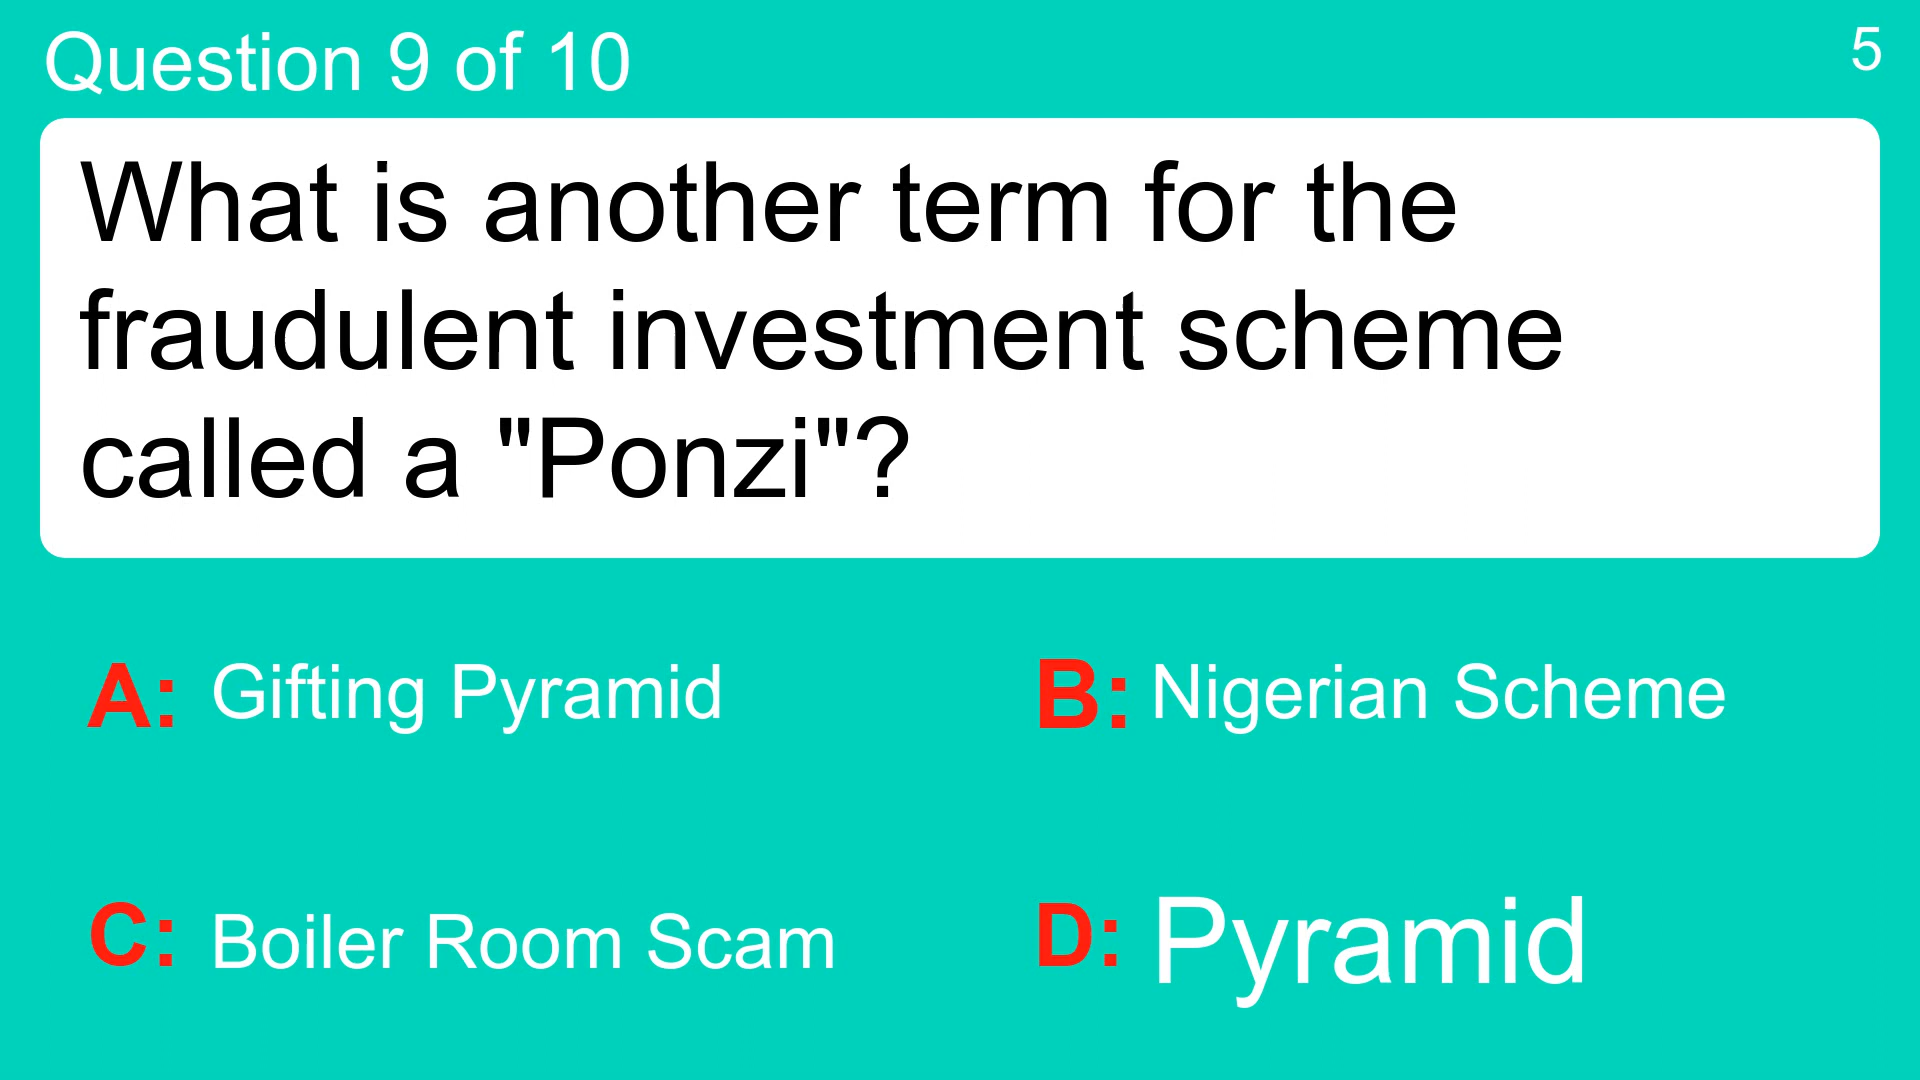 Question 9 of 10
5
What is another term for the
fraudulent investment scheme
called a "Ponzi"?
A: Gifting Pyramid
B: Nigerian Scheme
C: Boiler Room Scam
D: Pyramid